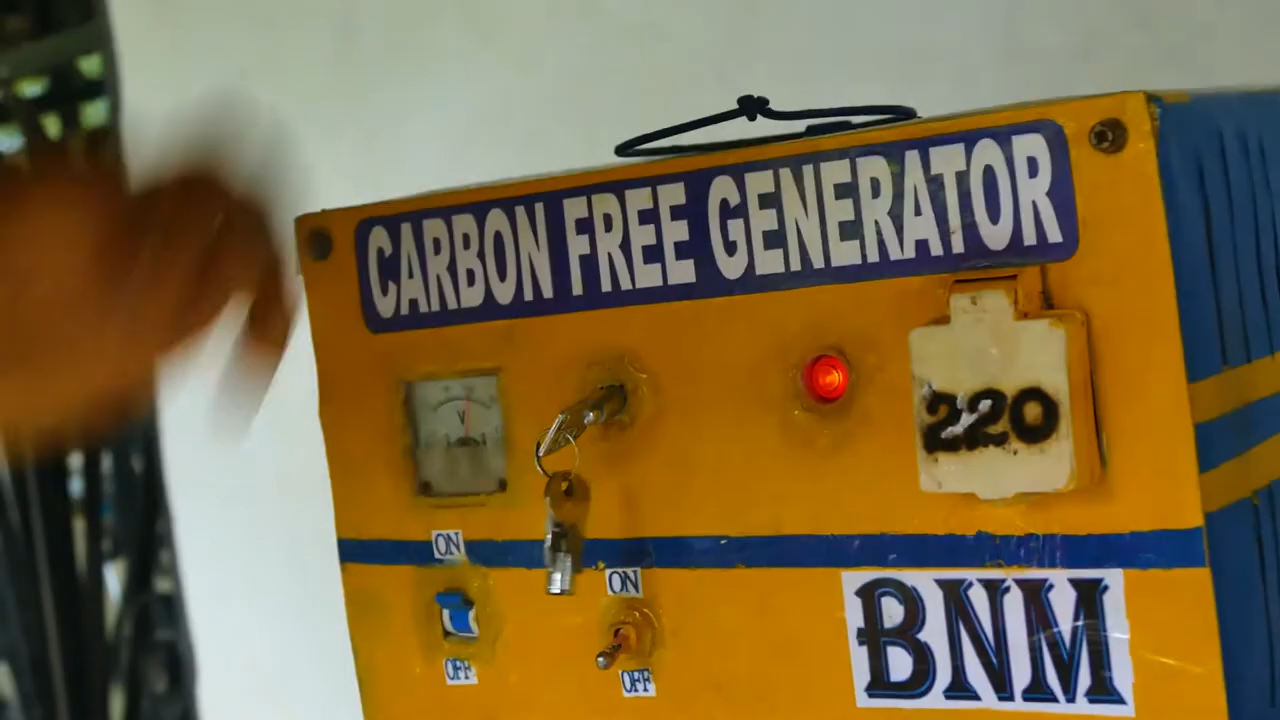 CARBON FREE GENERATOR
V
220
ON
ON
OFF
OFF
BNM